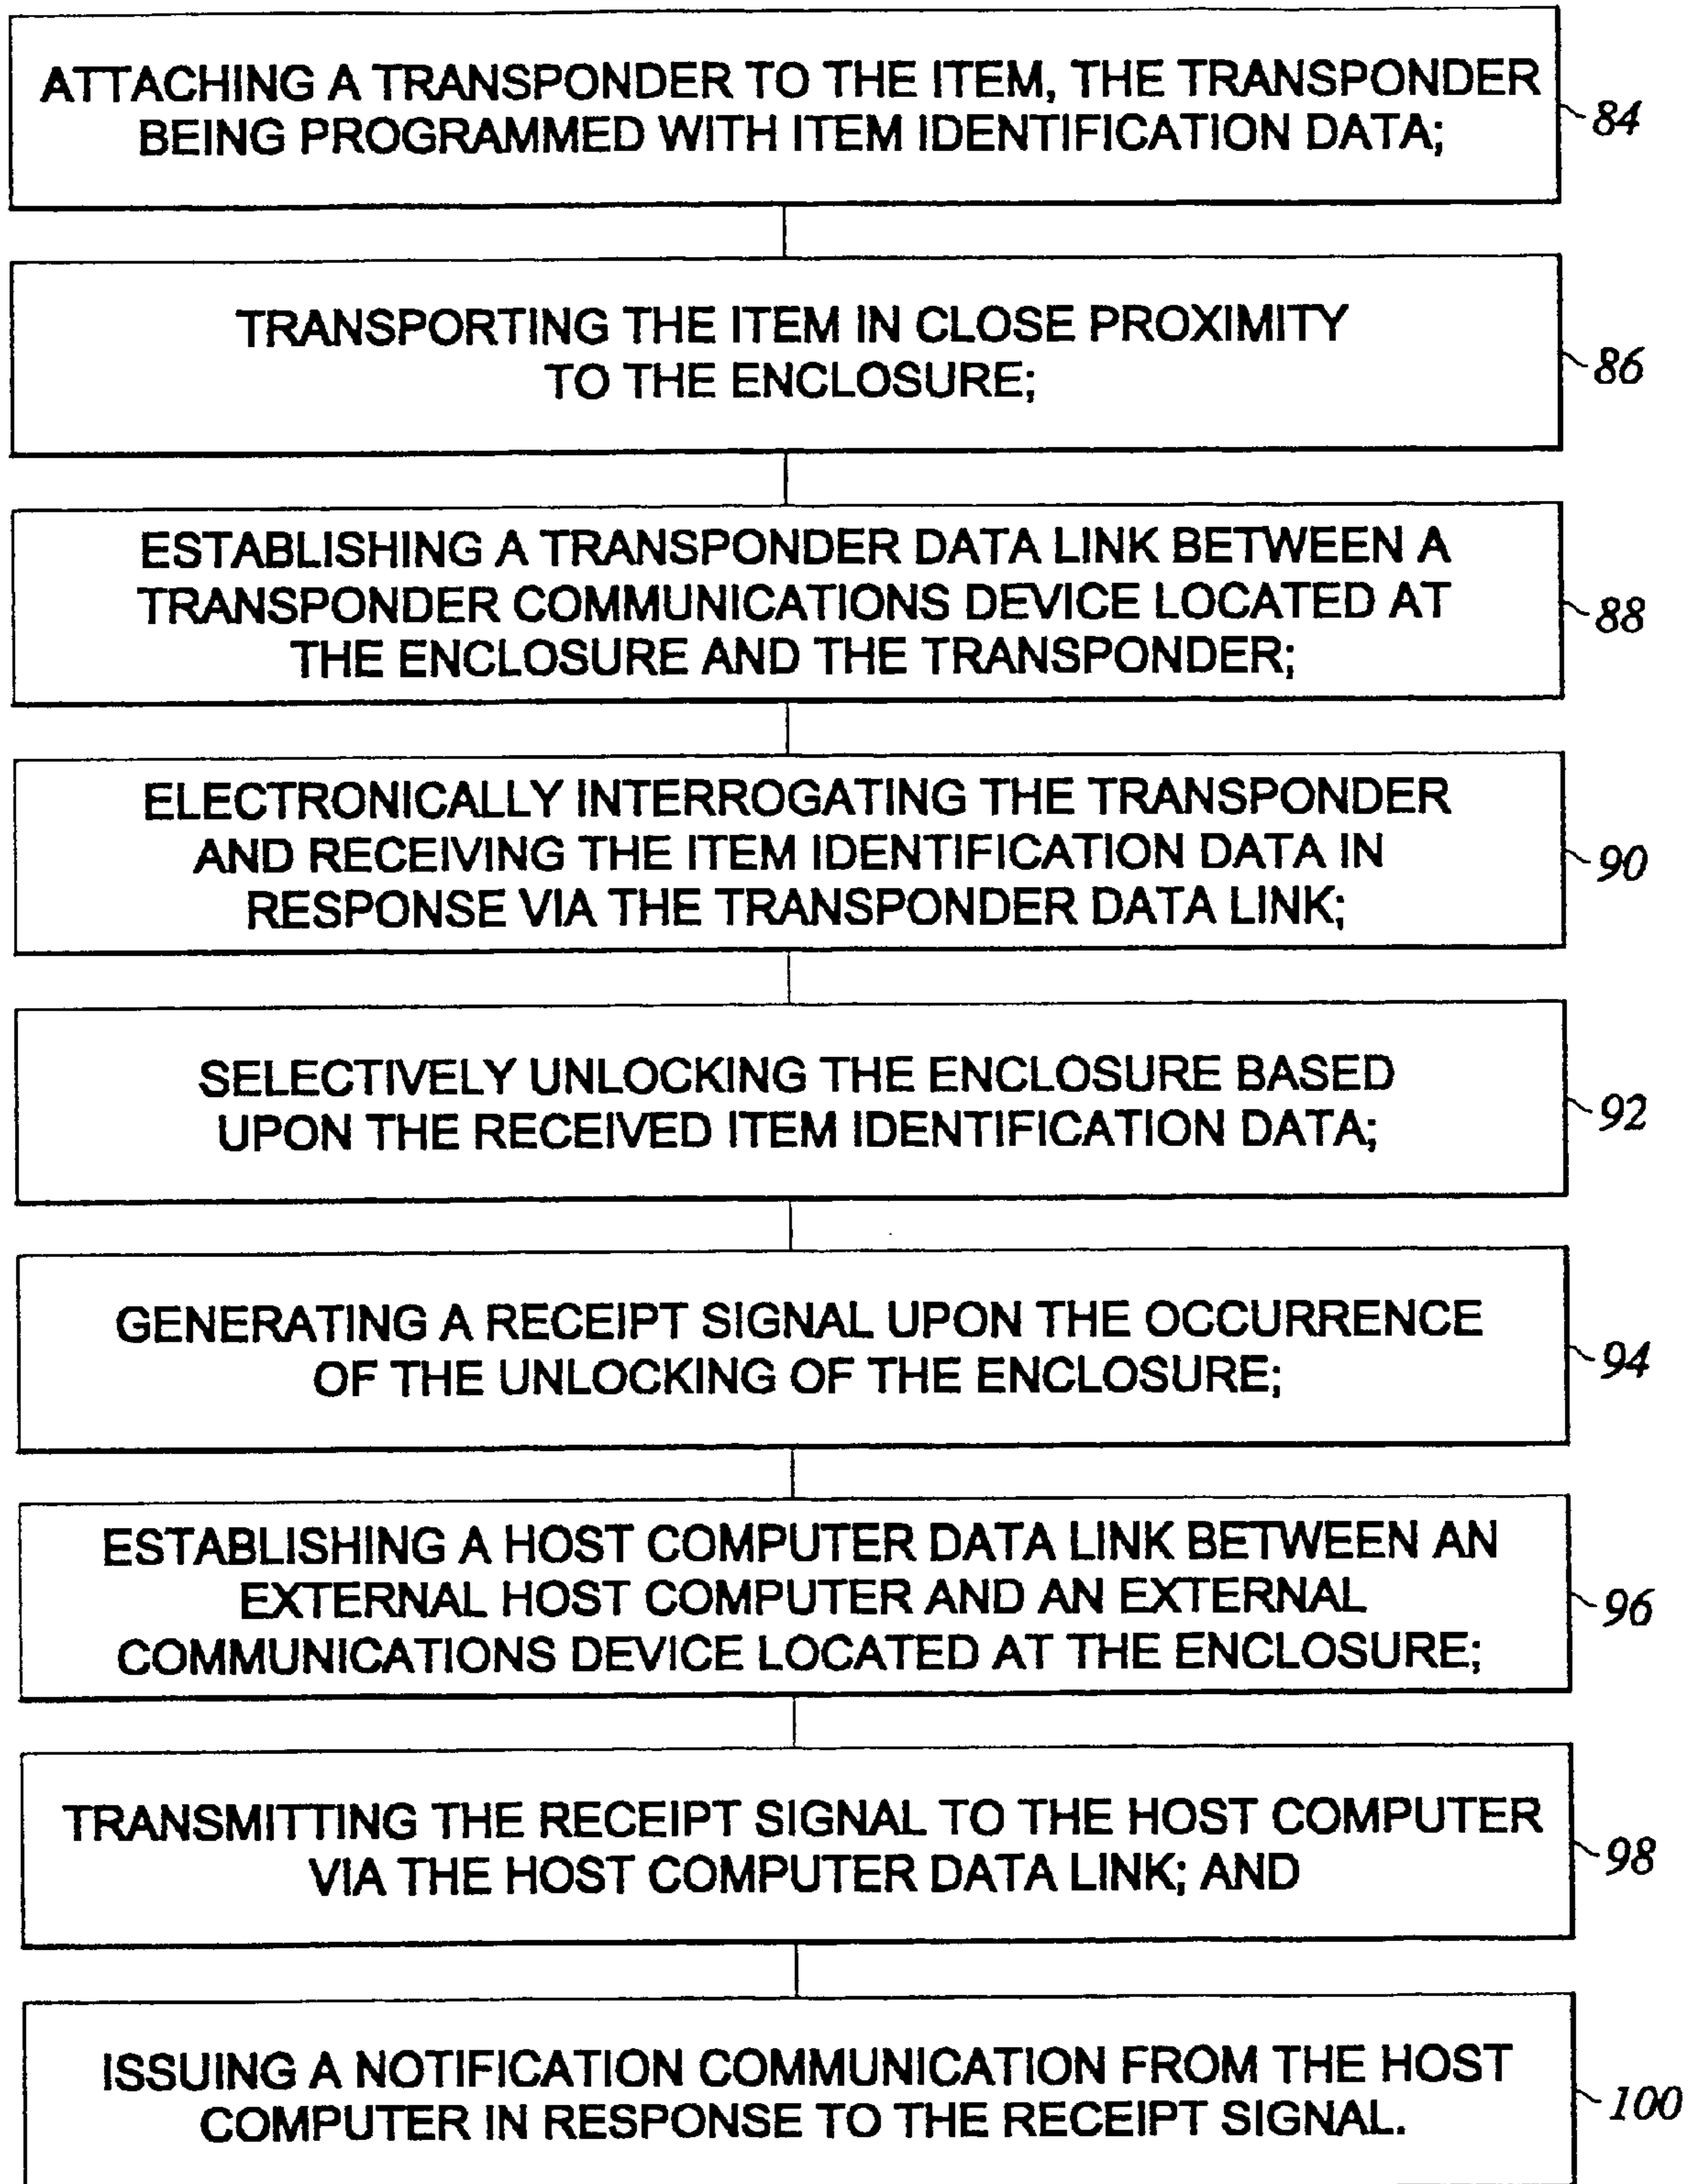 ATTACHING A TRANSPONDER TO THE ITEM, THE TRANSPONDER
BEING PROGRAMMED WITH ITEM IDENTIFICATION DATA;
84
TRANSPORTING THE ITEM IN CLOSE PROXIMITY
TO THE ENCLOSURE;
86
ESTABLISHING A TRANSPONDER DATA LINK BETWEEN A
TRANSPONDER COMMUNICATIONS DEVICE LOCATED AT
THE ENCLOSURE AND THE TRANSPONDER;
88
ELECTRONICALLY INTERROGATING THE TRANSPONDER
AND RECEIVING THE ITEM IDENTIFICATION DATA IN
RESPONSE VIA THE TRANSPONDER DATA LINK;
90
SELECTIVELY UNLOCKING THE ENCLOSURE BASED
UPON THE RECEIVED ITEM IDENTIFICATION DATA;
92
GENERATING A RECEIPT SIGNAL UPON THE OCCURRENCE
OF THE UNLOCKING OF THE ENCLOSURE;
94
ESTABLISHING A HOST COMPUTER DATA LINK BETWEEN AN
EXTERNAL HOST COMPUTER AND AN EXTERNAL
COMMUNICATIONS DEVICE LOCATED AT THE ENCLOSURE;
96
TRANSMITTING THE RECEIPT SIGNAL TO THE HOST COMPUTER
VIA THE HOST COMPUTER DATA LINK; AND
98
ISSUING A NOTIFICATION COMMUNICATION FROM THE HOST
COMPUTER IN RESPONSE TO THE RECEIPT SIGNAL.
100